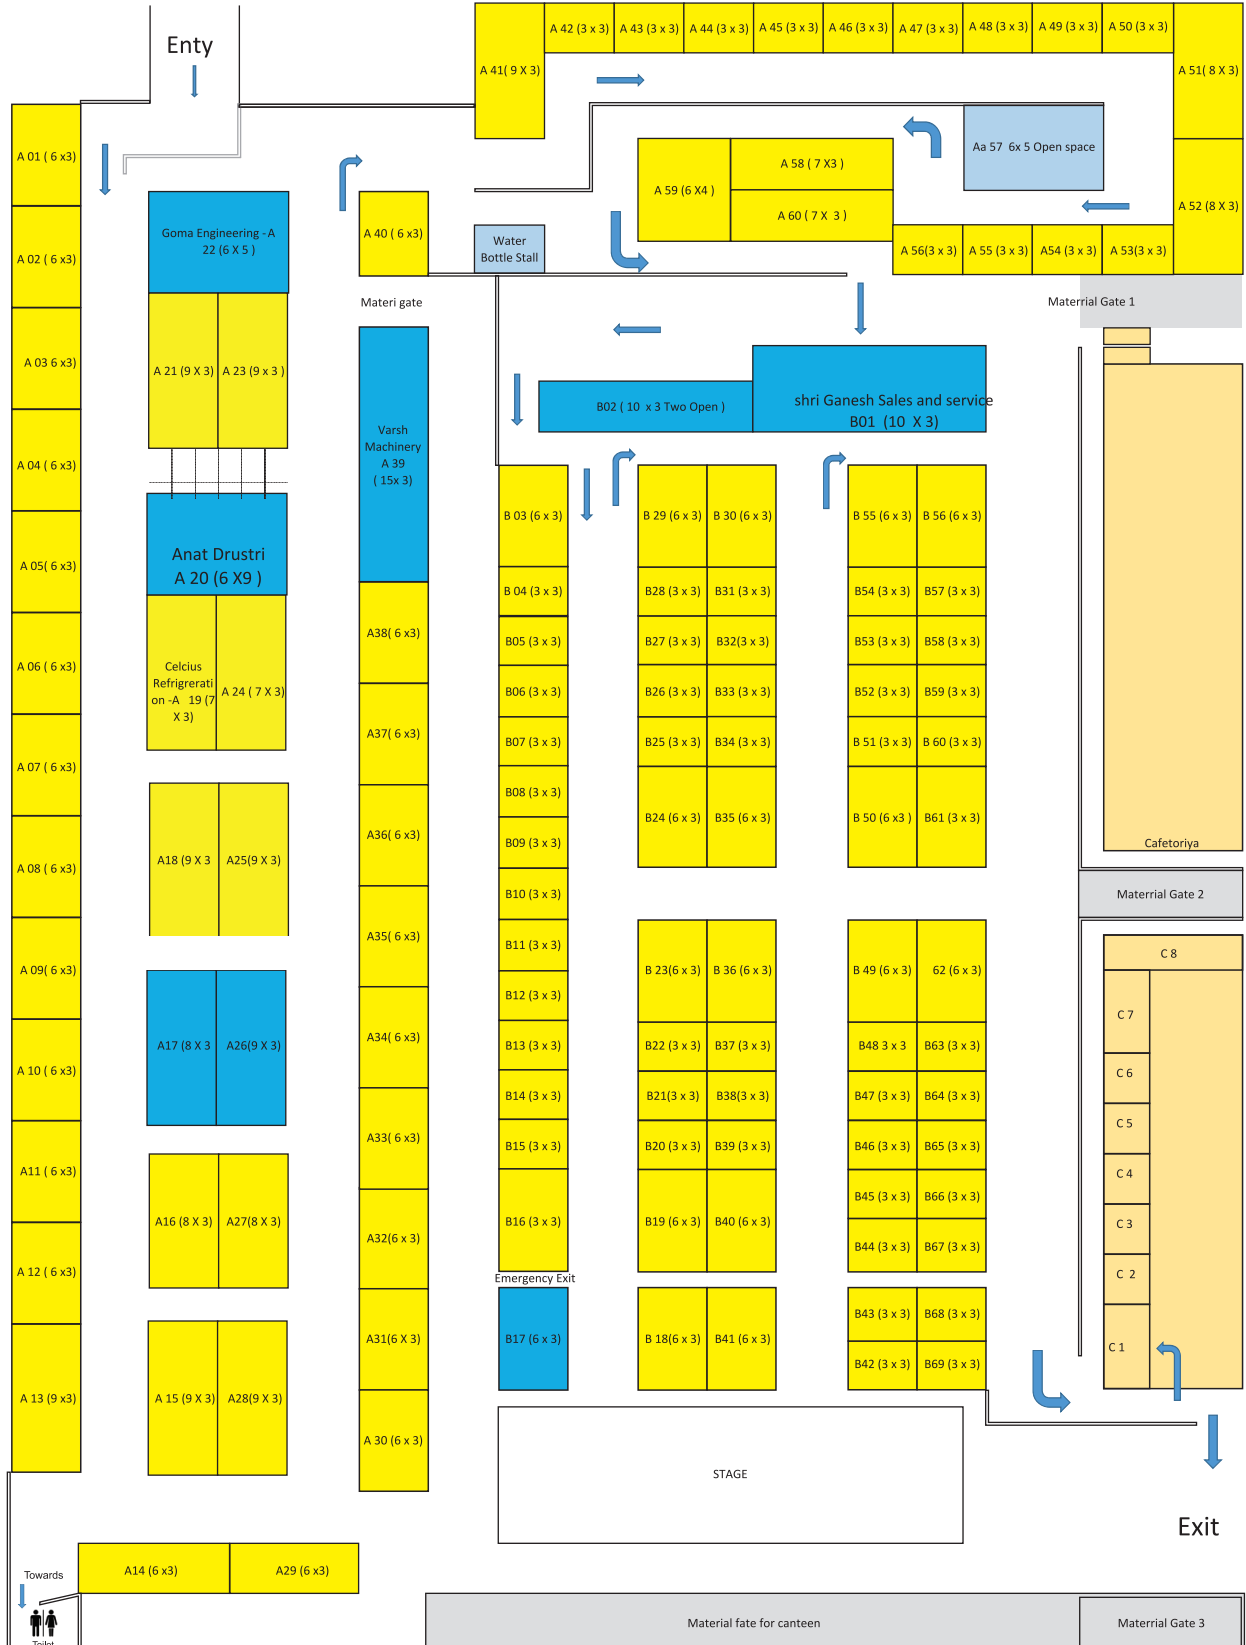 Enty
A 41( 9 X 3)
A 42 (3 x 3)
A 43 (3 x 3)
A 44 (3 x 3)
A 45 (3 x 3)
A 46 (3 x 3)
A 47 (3 x 3)
A 48 (3 x 3)
A 49 (3 x 3)
A 50 (3 x 3)
A 51( 8 X 3)
A 52 (8 X 3)
Aa 57 6x 5 Open space
A 58 ( 7 X3 )
A 59 (6 X4 )
A 60 ( 7 X 3 )
A 56(3 x 3)
A 55 (3 x 3)
A54 (3 x 3)
A 53(3 x 3)
Water
Bottle Stall
Materrial Gate 1
A 01 ( 6 x3)
A 02 ( 6 x3)
A 03 6 x3)
A 04 ( 6 x3)
A 05( 6 x3)
A 06 ( 6 x3)
A 07 ( 6 x3)
A 08 ( 6 x3)
A 09( 6 x3)
A 10 ( 6 x3)
A11 ( 6 x3)
A 12 ( 6 x3)
A 13 (9 x3)
Goma Engineering - A
22 (6 X 5 )
A 21 (9 X 3)
A 23 (9 x 3 )
Anat Drustri
A 20 (6 X9 )
Celcius
Refrigrerati
on -A 19 (7
X 3)
A 24 ( 7 X 3)
A18 (9 X 3
A25(9 X 3)
A17 (8 X 3
A26(9 X 3)
A16 (8 X 3)
A27(8 X 3)
A 15 (9 X 3)
A28(9 X 3)
A14 (6 x3)
A29 (6 x3)
A 40 ( 6 x3)
Materi gate
Varsh
Machinery
A 39
( 15x 3)
A38( 6 x3)
A37( 6 x3)
A36( 6 x3)
A35( 6 x3)
A34( 6 x3)
A33( 6 x3)
A32(6 x 3)
A31(6 X 3)
A 30 (6 x 3)
B02 ( 10 x 3 Two Open )
shri Ganesh Sales and service
B01 (10 X 3)
B 03 (6 x 3)
B 04 (3 x 3)
B05 (3 x 3)
B06 (3 x 3)
B07 (3 x 3)
B08 (3 x 3)
B09 (3 x 3)
B10 (3 x 3)
B11 (3 x 3)
B12 (3 x 3)
B13 (3 x 3)
B14 (3 x 3)
B15 (3 x 3)
B16 (3 x 3)
Emergency Exit
B17 (6 x 3)
B 29 (6 x 3)
B 30 (6 x 3)
B28 (3 x 3)
B31 (3 x 3)
B27 (3 x 3)
B32(3 x 3)
B26 (3 x 3)
B33 (3 x 3)
B25 (3 x 3)
B34 (3 x 3)
B24 (6 x 3)
B35 (6 x 3)
B 23(6 x 3)
B 36 (6 x 3)
B22 (3 x 3)
B37 (3 x 3)
B21(3 x 3)
B38(3 x 3)
B20 (3 x 3)
B39 (3 x 3)
B19 (6 x 3)
B40 (6 x 3)
B 18(6 x 3)
B41 (6 x 3)
B 55 (6 x 3)
B 56 (6 x 3)
B54 (3 x 3)
B57 (3 x 3)
B53 (3 x 3)
B58 (3 x 3)
B52 (3 x 3)
B59 (3 x 3)
B 51 (3 x 3)
B 60 (3 x 3)
B 50 (6 x3 )
B61 (3 x 3)
B 49 (6 x 3)
62 (6 x 3)
B48 3 x 3
B63 (3 x 3)
B47 (3 x 3)
B64 (3 x 3)
B46 (3 x 3)
B65 (3 x 3)
B45 (3 x 3)
B66 (3 x 3)
B44 (3 x 3)
B67 (3 x 3)
B43 (3 x 3)
B68 (3 x 3)
B42 (3 x 3)
B69 (3 x 3)
Cafetoriya
Materrial Gate 2
C 8
C 7
C 6
C 5
C 4
C 3
C 2
C 1
STAGE
Exit
Towards
Toilet
Material fate for canteen
Materrial Gate 3